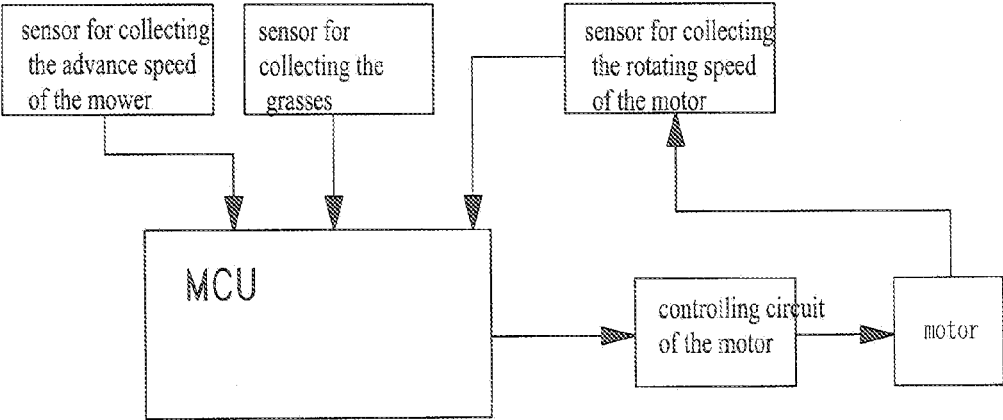 sensor for collecting
the advance speed
of the mower
sensor for
collecting the
grasses
sensor for collecting
the rotating speed
of the motor
MCU
controlling circuit
of the motor
motor